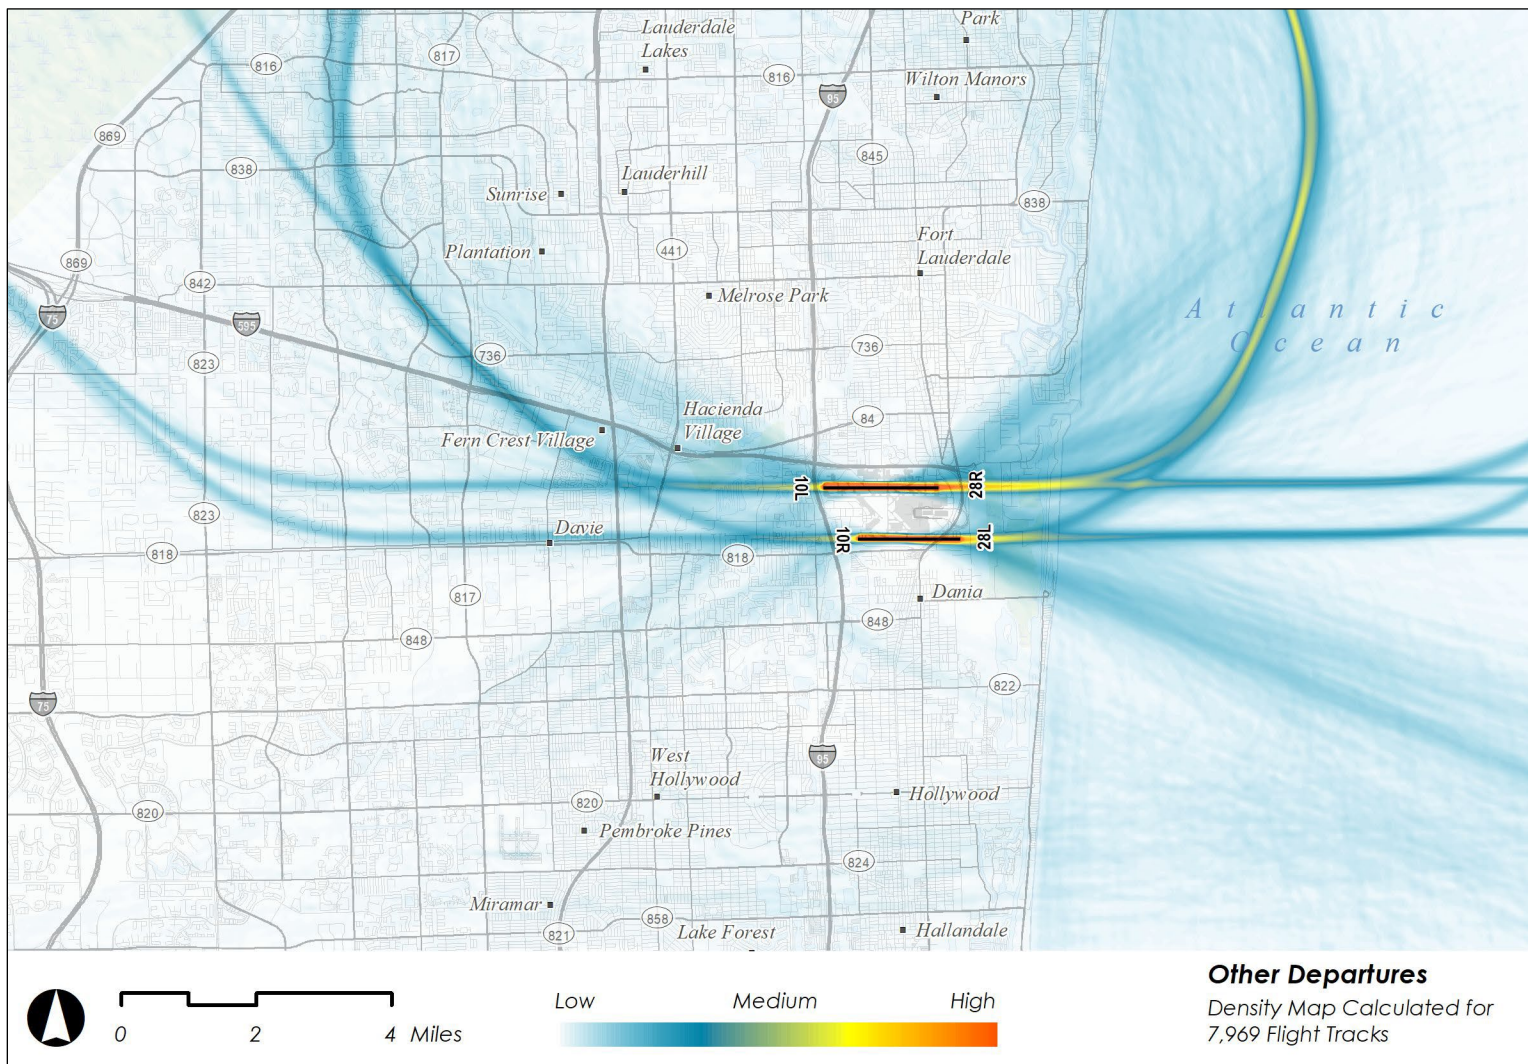 Park
Lauderdale
Lakes
816
817
816
Wilton Manors
95
869
845
838
Lauderhill
Sunrise
838
Fort
Lauderdale
441
Plantation
869
842
Melrose Park
Atlantic
Ocean
75
595
736
736
823
Hacienda
Village
84
Fern Crest Village
10L
28R
823
Davie
10R
28L
818
818
817
Dania
848
848
822
75
West
Hollywood
95
820
820
Hollywood
Pembroke Pines
824
Miramar
858
821
Lake Forest
Hallandale
Other Departures
Density Map Calculated for
7,969 Flight Tracks
Low Medium High
0 2 4 Miles